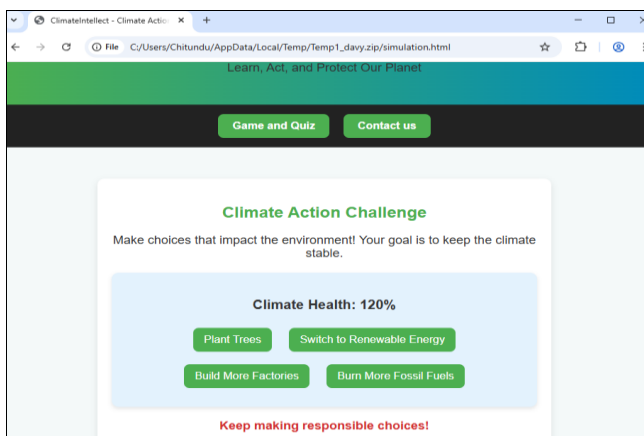 ClimateIntellect - Climate Actio
File C:/Users/Chitundu/AppData/Local/Temp/Temp1_davy.zip/simulation.html
Learn, Act, and Protect Our Planet
Game and Quiz Contact us
Climate Action Challenge
Make choices that impact the environment! Your goal is to keep the climate
stable.
Climate Health: 120%
Plant Trees Switch to Renewable Energy
Build More Factories Burn More Fossil Fuels
Keep making responsible choices!